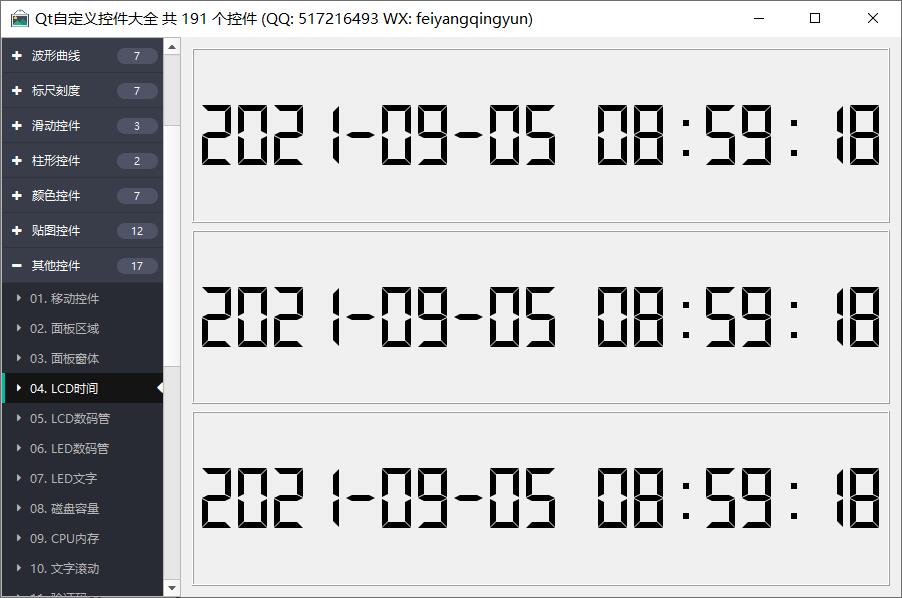 Qt自定义控件大全 共 191 个控件 (QQ: 517216493 WX: feiyangqingyun)
波形曲线 7
标尺刻度 7
滑动控件 3
柱形控件 2
颜色控件 7
贴图控件 12
其他控件 17
01. 移动控件
02. 面板区域
03. 面板窗体
04. LCD时间
05. LCD数码管
06. LED数码管
07. LED文字
08. 磁盘容量
09. CPU内存
10. 文字滚动
2021-09-05 08:59:18
2021-09-05 08:59:18
2021-09-05 08:59:18